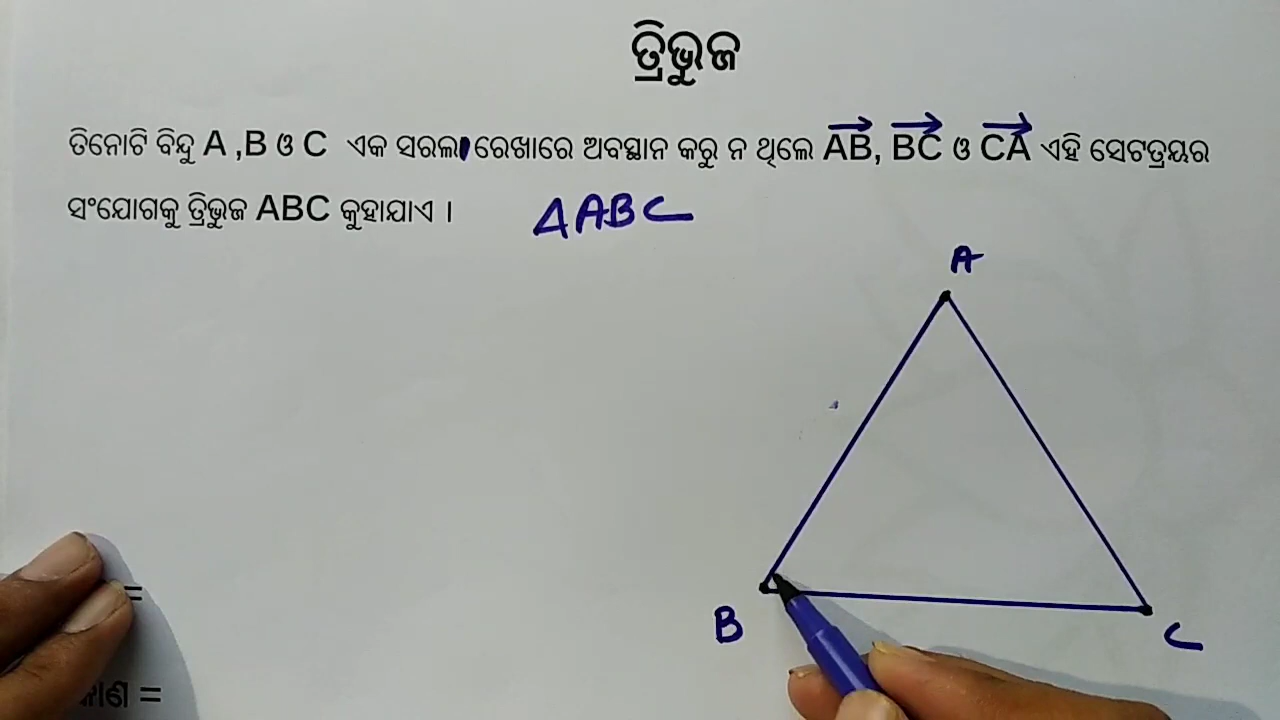 ତ୍ରିଭୁଜ
ତିନୋଟି ବିନ୍ଦୁ A ,B ଓ C ଏକ ସରଳ ରେଖାରେ ଅବସ୍ଥାନ କରୁ ନ ଥିଲେ AB, BC ଓ CA ଏହି ସେଟତ୍ରୟର
ସଂଯୋଗକୁ ତ୍ରିଭୁଜ ABC କୁହାଯାଏ । ΔABC
A
B
C
=
=